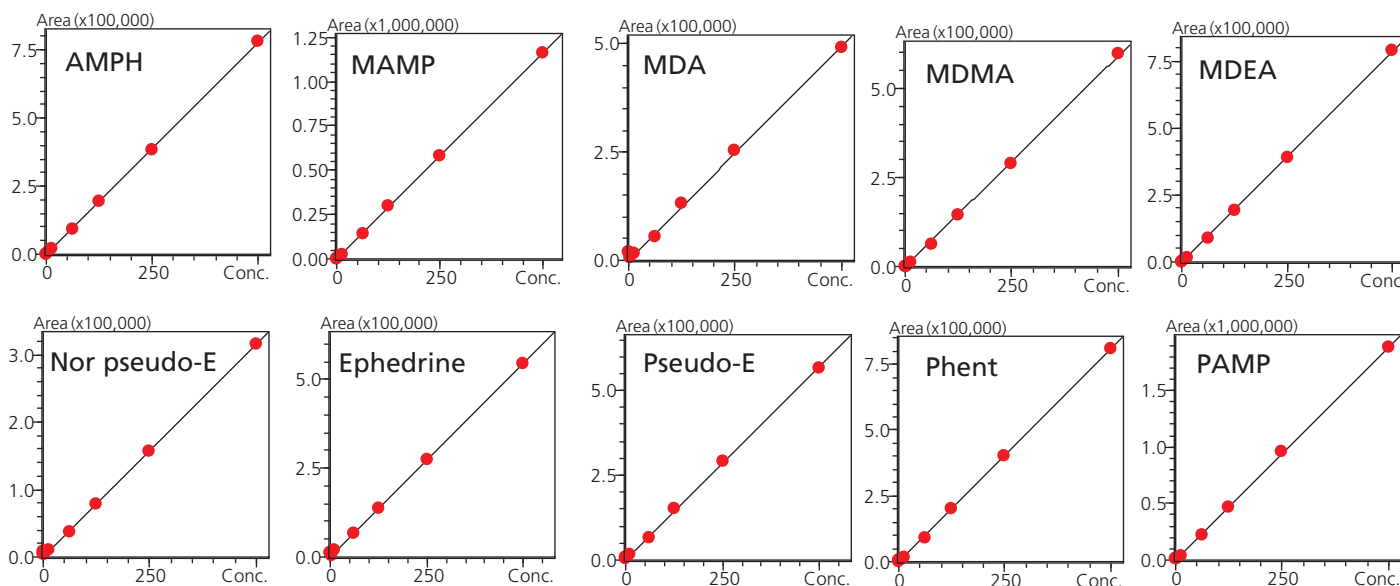 Area (x100,000)
AMPH
7.5
5.0
2.5
0.0
0
250
Conc.
Area (x1,000,000)
MAMP
1.25
1.00
0.75
0.50
0.25
0.00
0
250
Conc.
Area (x100,000)
MDA
5.0
2.5
0.0
0
250
Conc.
Area (x100,000)
MDMA
5.0
2.5
0.0
0
250
Conc.
Area (x100,000)
MDEA
7.5
5.0
2.5
0.0
0
250
Conc.
Area (x100,000)
Nor pseudo-E
3.0
2.0
1.0
0.0
0
250
Conc.
Area (x100,000)
Ephedrine
5.0
2.5
0.0
0
250
Conc.
Area (x100,000)
Pseudo-E
5.0
2.5
0.0
0
250
Conc.
Area (x100,000)
Phent
7.5
5.0
2.5
0.0
0
250
Conc.
Area (x1,000,000)
PAMP
1.5
1.0
0.5
0.0
0
250
Conc.